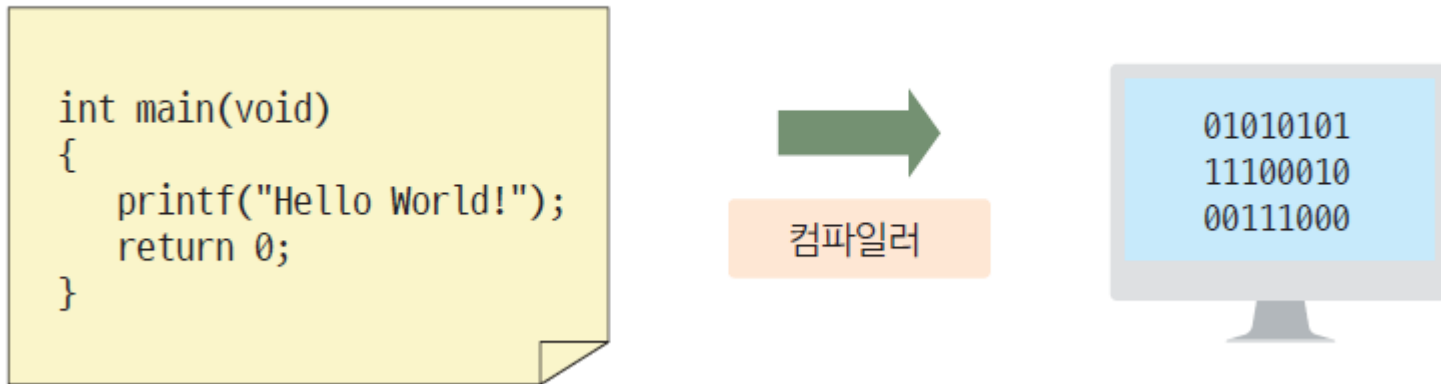 int main(void)
{
   printf("Hello World!");
   return 0;
}
컴파일러
01010101
11100010
00111000